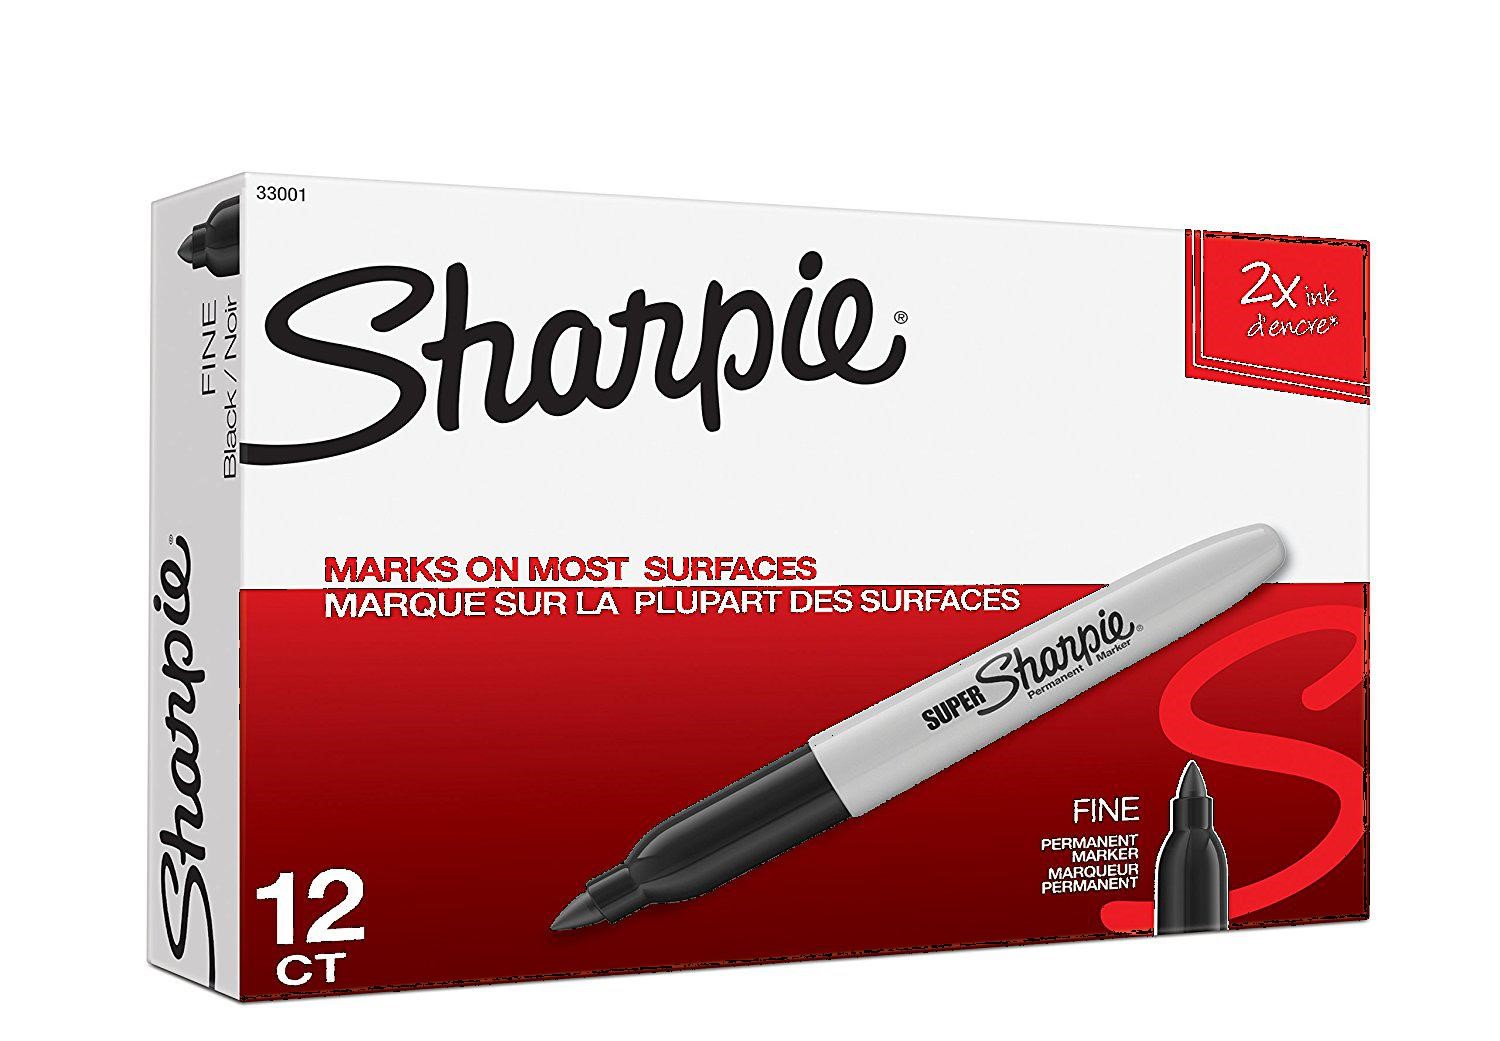 33001
Sharpie®
2x ink
d'encre*
MARKS ON MOST SURFACES
MARQUE SUR LA PLUPART DES SURFACES
SUPER Sharpie®
Permanent Marker
FINE
PERMANENT
MARKER
MARQUEUR
PERMANENT
12
CT
FINE
Black / Noir
Sharpie®